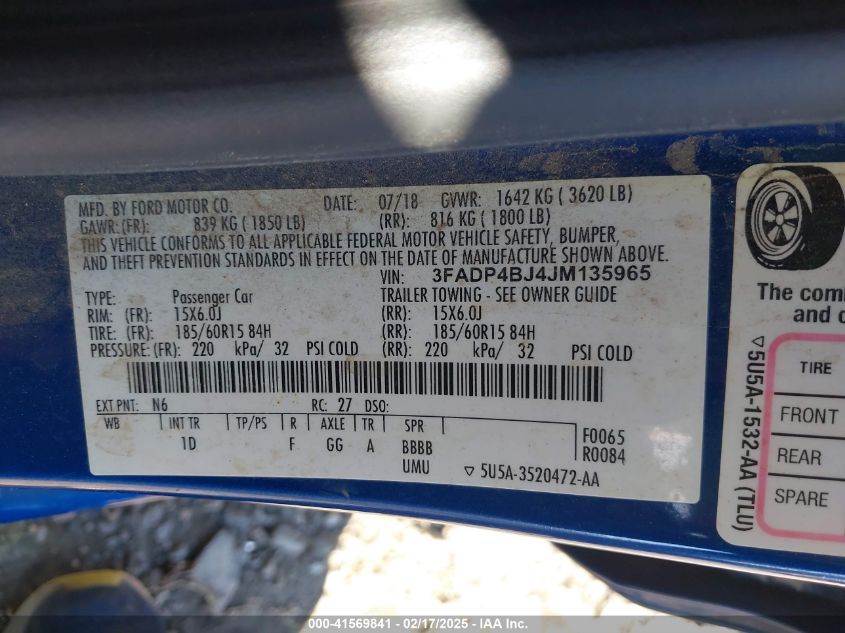 MFD. BY FORD MOTOR CO. DATE: 07/18 GVWR: 1642 KG ( 3620 LB)
GAWR: (FR): 839 KG ( 1850 LB) (RR): 816 KG ( 1800 LB)
THIS VEHICLE CONFORMS TO ALL APPLICABLE FEDERAL MOTOR VEHICLE SAFETY, BUMPER,
AND THEFT PREVENTION STANDARDS IN EFFECT ON THE DATE OF MANUFACTURE SHOWN ABOVE.
VIN: 3FADP4BJ4JM135965
TYPE: Passenger Car TRAILER TOWING - SEE OWNER GUIDE
RIM: (FR): 15X6.0J (RR): 15X6.0J
TIRE: (FR): 185/60R15 84H (RR): 185/60R15 84H
PRESSURE: (FR): 220 kPa/ 32 PSI COLD (RR): 220 kPa/ 32 PSI COLD
EXT PNT: N6 RC: 27 DSO:
WB INT TR TP/PS R AXLE TR SPR
1D F GG A BBBB
UMU
F0065
R0084
▽ 5U5A-3520472-AA
The com
and o
▽5U5A-1532-AA (TLU)
TIRE
FRONT
REAR
SPARE
000-41569841 - 02/17/2025 - IAAI.COM